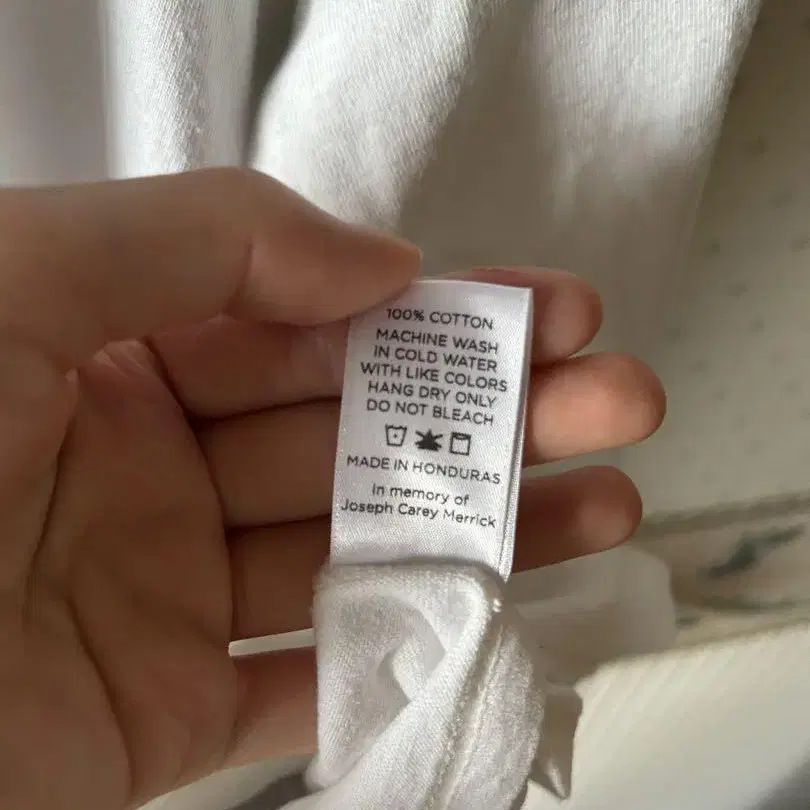 100% COTTON
MACHINE WASH
IN COLD WATER
WITH LIKE COLORS
HANG DRY ONLY
DO NOT BLEACH
MADE IN HONDURAS
In memory of
Joseph Carey Merrick